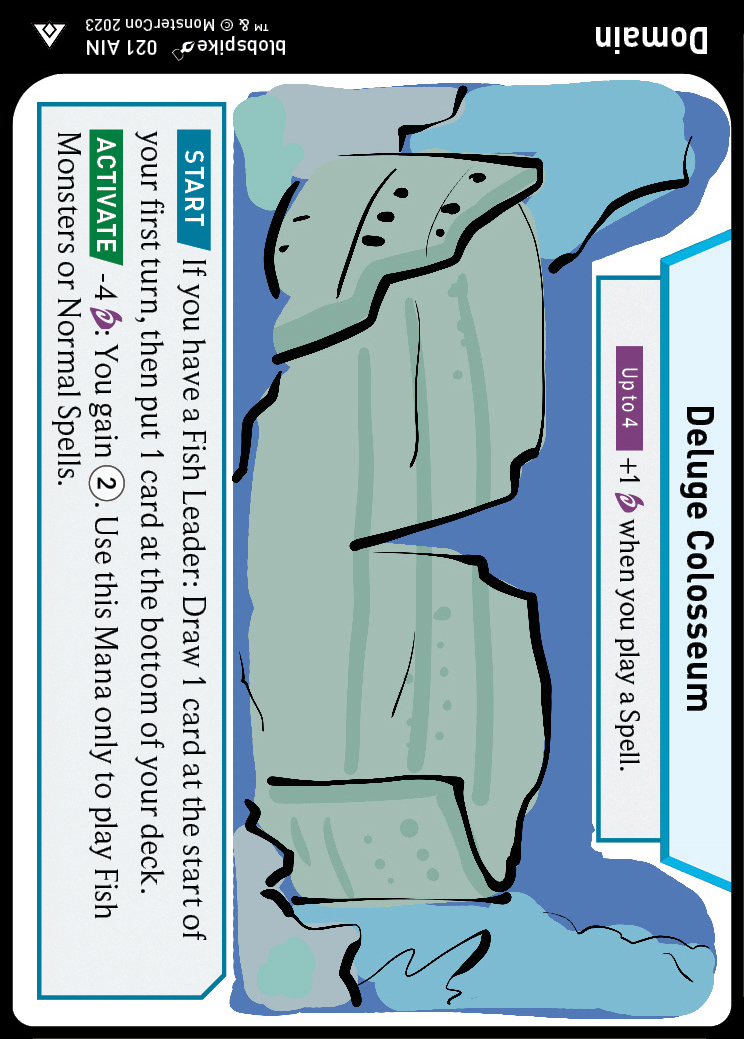 Deluge Colosseum
Up to 4 +1 when you play a Spell.
START If you have a Fish Leader: Draw 1 card at the start of
your first turn, then put 1 card at the bottom of your deck.
ACTIVATE -4 : You gain 2. Use this Mana only to play Fish
Monsters or Normal Spells.
Domain
blobspike 021 AIN
™ & © MonsterCon 2023